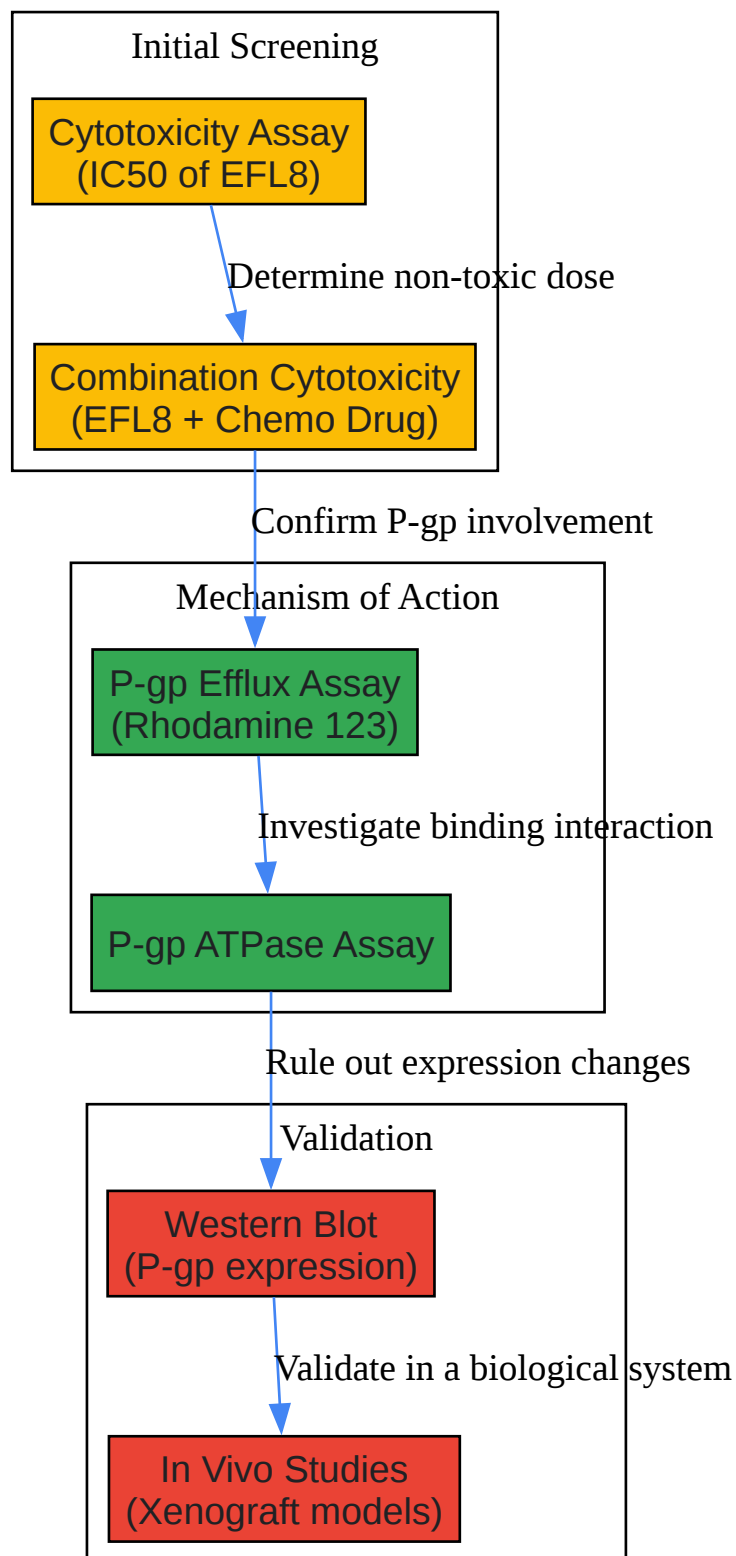 Initial Screening
Cytotoxicity Assay
(IC50 of EFL8)
Determine non-toxic dose
Combination Cytotoxicity
(EFL8 + Chemo Drug)
Confirm P-gp involvement
Mechanism of Action
P-gp Efflux Assay
(Rhodamine 123)
Investigate binding interaction
P-gp ATPase Assay
Rule out expression changes
Validation
Western Blot
(P-gp expression)
Validate in a biological system
In Vivo Studies
(Xenograft models)